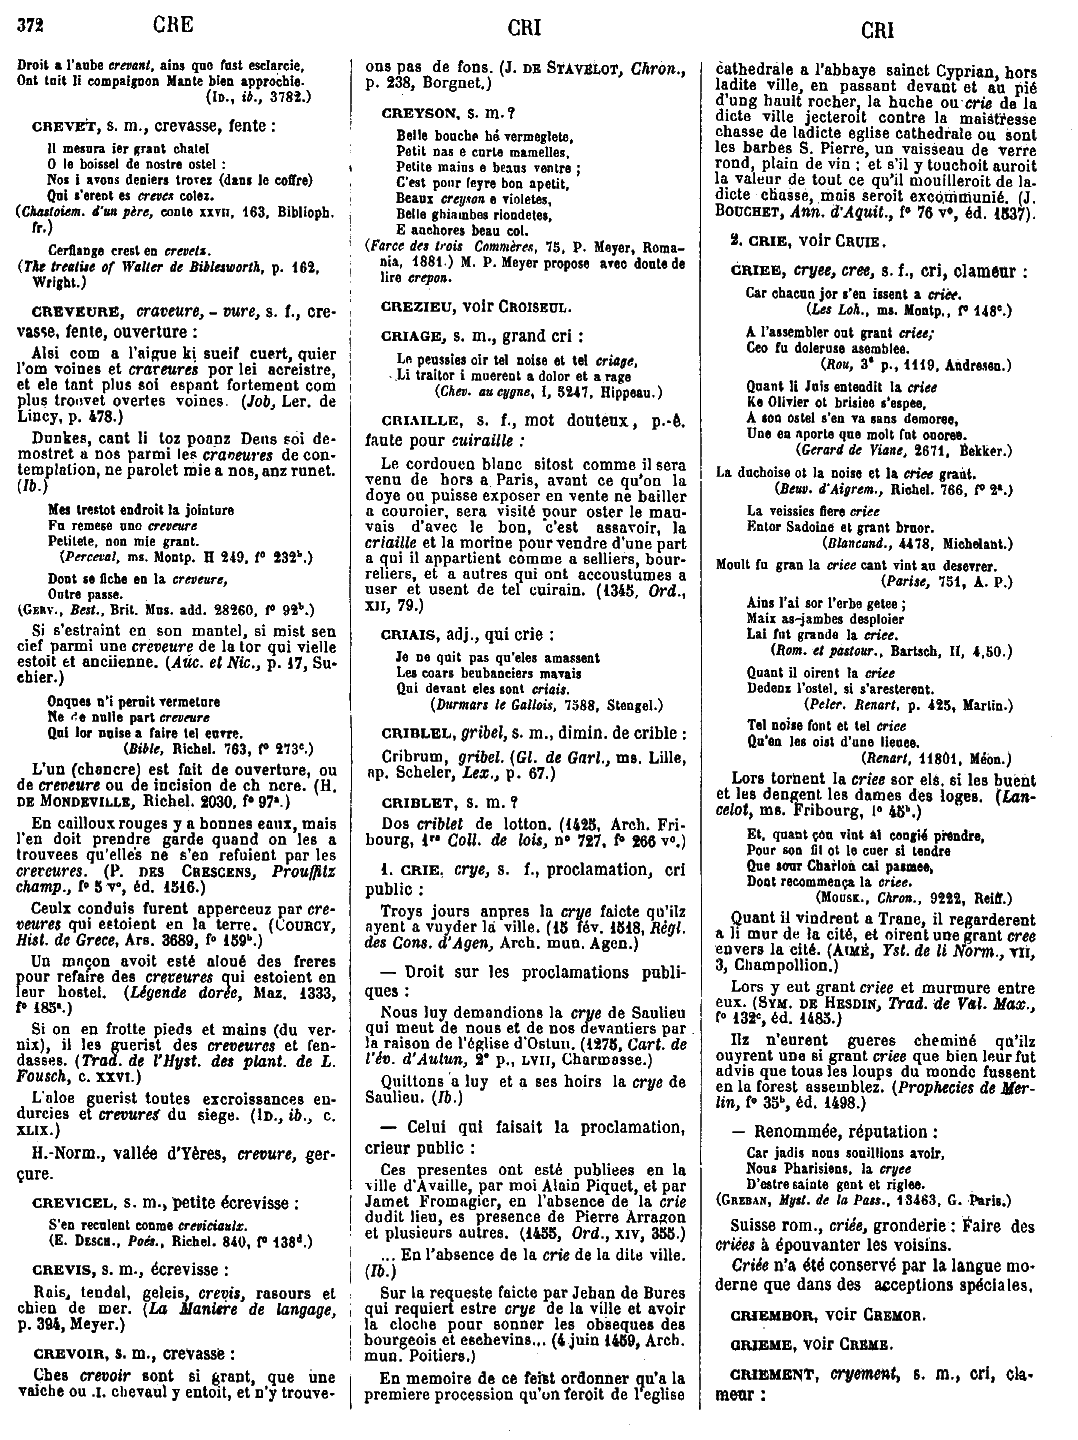 372 CRE CRI CRI
Droit a l'aube crevant, ains que fust esclarcie,
Ont tuit li compaignon Mante bien approchie.
(ID., ib., 3782.)
CREVET, s. m., crevasse, fente :
Il mesura ier grant chatel
O le boissel de nostre ostel :
Nos i avons deniers trovez (dans le coffre)
Qui s'erent es creves colez.
(Chastoiem. d'un père, conte XXVII, 163, Biblioph.
fr.)
Cerflange crest en crevetz.
(The treatise of Walter de Biblesworth, p. 162,
Wright.)
CREVEURE, craveure, - vure, s. f., cre-
vasse, fente, ouverture :
Alsi com a l'aigue ki sueif cuert, quier
l'om voines et craveures por lei acreistre,
et ele tant plus soi espant fortement com
plus trouvet overtes voines. (Job, Ler. de
Lincy, p. 478.)
Dunkes, cant li toz poanz Deus soi de-
mostret a nos parmi les craveures de con-
templation, ne parolet mie a nos, anz runet.
(Ib.)
Mes trestot endroit la jointure
Fu remese une creveure
Petitete, non mie grant.
(Perceval, ms. Montp. H 249, f° 232ᵇ.)
Dont se fiche en la creveure,
Outre passe.
(GERV., Best., Brit. Mus. add. 28260, f° 92ᵇ.)
Si s'estraint en son mantel, si mist sen
cief parmi une creveure de la tor qui vielle
estoit et anciienne. (Auc. et Nic., p. 17, Su-
chier.)
Onques n'i peruit vermeture
Ne de nulle part creveure
Qui lor nuise a faire tel euvre.
(Bible, Richel. 763, f° 273ᶜ.)
L'un (chancre) est fait de ouverture, ou
de creveure ou de incision de ch ncre. (H.
DE MONDEVILLE, Richel. 2030, f° 97ᵃ.)
En cailloux rouges y a bonnes eaux, mais
l'en doit prendre garde quand on les a
trouvees qu'elles ne s'en refuient par les
creveures. (P. DES CRESCENS, Prouffitz
champ., f° 5 v°, éd. 1516.)
Ceulx conduis furent apperceuz par cre-
veures qui estoient en la terre. (COURCY,
Hist. de Grece, Ars. 3689, f° 159ᵇ.)
Un maçon avoit esté aloué des freres
pour refaire des creveures qui estoient en
leur hostel. (Légende dorée, Maz. 1333,
f° 185ᵃ.)
Si on en frotte pieds et mains (du ver-
nix), il les guerist des creveures et fen-
dasses. (Trad. de l'Hyst. des plant. de L.
Fousch, c. XXVI.)
L'aloe guerist toutes excroissances en-
durcies et crevures du siege. (ID., ib., c.
XLIX.)
H.-Norm., vallée d'Yères, crevure, ger-
çure.
CREVICEL, s. m., petite écrevisse :
S'en reculent comme creviciaulx.
(E. DESCH., Poés., Richel. 840, f° 138ᵈ.)
CREVIS, s. m., écrevisse :
Rais, tendal, geleis, crevis, rasours et
chien de mer. (La Maniere de langage,
p. 394, Meyer.)
CREVOIR, s. m., crevasse :
Ches crevoir sont si grant, que une
vaiche ou .I. chevaul y entoit, et n'y trouve-
ons pas de fons. (J. DE STAVELOT, Chron.,
p. 238, Borgnet.)
CREYSON, s. m. ?
Belle bouche hé vermeglete,
Petit nas e curte mamelles,
Petite mains e beaus ventre ;
C'est pour feyre bon apetit,
Beaux creyson e violetes,
Belle ghiambes riondetes,
E anchores beau col.
(Farce des trois Commères, 75, P. Meyer, Roma-
nia, 1881.) M. P. Meyer propose avec doute de
lire crepon.
CREZIEU, voir CROISEUL.
CRIAGE, s. m., grand cri :
La peussies oir tel noise et tel criage,
Li traitor i muerent a dolor et a rage
(Chev. au cygne, I, 5247, Hippeau.)
CRIAILLE, s. f., mot douteux, p.-ê.
faute pour cuiraille :
Le cordouen blanc sitost comme il sera
venu de hors a Paris, avant ce qu'on la
doye ou puisse exposer en vente ne bailler
a couroier, sera visité pour oster le mau-
vais d'avec le bon, c'est assavoir, la
criaille et la morine pour vendre d'une part
a qui il appartient comme a selliers, bour-
reliers, et a autres qui ont accoustumes a
user et usent de tel cuirain. (1345, Ord.,
XII, 79.)
CRIAIS, adj., qui crie :
Je ne quit pas qu'eles amassent
Les coars beubanciers mavais
Qui devant eles sont criais.
(Durmars le Gallois, 7588, Stengel.)
CRIBLEL, gribel, s. m., dimin. de crible :
Cribrum, gribel. (Gl. de Garl., ms. Lille,
ap. Scheler, Lex., p. 67.)
CRIBLET, s. m. ?
Dos criblet de lotton. (1425, Arch. Fri-
bourg, 1ʳᵉ Coll. de lois, n° 727, f° 266 v°.)
1. CRIE, crye, s. f., proclamation, cri
public :
Troys jours anpres la crye faicte qu'ilz
ayent a vuyder la ville. (15 fév. 1518, Régl.
des Cons. d'Agen, Arch. mun. Agen.)
— Droit sur les proclamations publi-
ques :
Nous luy demandions la crye de Saulieu
qui meut de nous et de nos devantiers par
la raison de l'église d'Ostun. (1275, Cart. de
l'év. d'Autun, 2ᵉ p., LVII, Charmasse.)
Quittons a luy et a ses hoirs la crye de
Saulieu. (Ib.)
— Celui qui faisait la proclamation,
crieur public :
Ces presentes ont esté publiees en la
ville d'Availle, par moi Alain Piquet, et par
Jamet Fromagier, en l'absence de la crie
dudit lieu, es presence de Pierre Arragon
et plusieurs autres. (1455, Ord., XIV, 355.)
... En l'absence de la crie de la dite ville.
(Ib.)
Sur la requeste faicte par Jehan de Bures
qui requiert estre crye de la ville et avoir
la cloche pour sonner les obseques des
bourgeois et eschevins... (4 juin 1459, Arch.
mun. Poitiers.)
En memoire de ce feist ordonner qu'a la
premiere procession qu'on feroit de l'eglise
cathedrale a l'abbaye sainct Cyprian, hors
ladite ville, en passant devant et au pié
d'ung hault rocher, la huche ou crie de la
dicte ville jecteroit contre la maistresse
chasse de ladicte eglise cathedrale ou sont
les barbes S. Pierre, un vaisseau de verre
rond, plain de vin ; et s'il y touchoit auroit
la valeur de tout ce qu'il mouilleroit de la-
dicte chasse, mais seroit excommunié. (J.
BOUCHET, Ann. d'Aquit., f° 76 v°, éd. 1537).
2. CRIE, voir CRUIE.
CRIEE, cryee, cree, s. f., cri, clameur :
Car chacun jor s'en issent a criée.
(Les Loh., ms. Montp., f° 148ᶜ.)
A l'assembler ont grant criee;
Ceo fu doleruse asemblee.
(Rou, 3ᵉ p., 1119, Andresen.)
Quant li Juis entendit la criee
Ke Olivier ot brisiee s'espee,
A son ostel s'en va sans demoree,
Une en aporte que molt fut onoree.
(Gerard de Viane, 2671, Bekker.)
La duchoise ot la noise et la criee grant.
(Beuv. d'Aigrem., Richel. 766, f° 2ᵃ.)
La veissies fiere criee
Entor Sadoine et grant bruor.
(Blancand., 4478, Michelant.)
Moult fu gran la criee cant vint au desevrer.
(Parise, 751, A. P.)
Ains l'ai sor l'erbe getee ;
Maix as-jambes desploier
Lai fut grande la criee.
(Rom. et pastour., Bartsch, II, 4,50.)
Quant il oirent la criee
Dedenz l'ostel, si s'aresterent.
(Peler. Renart, p. 425, Martin.)
Tel noise font et tel criee
Qu'en les oist d'une lieuee.
(Renart, 11801, Méon.)
Lors tornent la criee sor els, si les buent
et les dengent les dames des loges. (Lan-
celot, ms. Fribourg, f° 45ᵇ.)
Et, quant çou vint al congié prendre,
Pour son fil ot le cuer si tendre
Que sour Charlon caï pasmee,
Dont recommença la criee.
(MOUSK., Chron., 9222, Reiff.)
Quant il vindrent a Trane, il regarderent
a li mur de la cité, et oirent une grant cree
envers la cité. (AIMÉ, Yst. de li Norm., VII,
3, Champollion.)
Lors y eut grant criee et murmure entre
eux. (SYM. DE HESDIN, Trad. de Val. Max.,
f° 132ᶜ, éd. 1485.)
Ilz n'eurent gueres cheminé qu'ilz
ouyrent une si grant criee que bien leur fut
advis que tous les loups du monde fussent
en la forest assemblez. (Prophecies de Mer-
lin, f° 35ᵇ, éd. 1498.)
— Renommée, réputation :
Car jadis nous souillions avoir,
Nous Pharisiens, la cryee
D'estre sainte gent et riglee.
(GREBAN, Myst. de la Pass., 13463, G. Paris.)
Suisse rom., criée, gronderie : Faire des
criées à épouvanter les voisins.
Criée n'a été conservé par la langue mo-
derne que dans des acceptions spéciales.
CRIEMBOR, voir CREMOR.
CRIEME, voir CREME.
CRIEMENT, cryement, s. m., cri, cla-
meur :